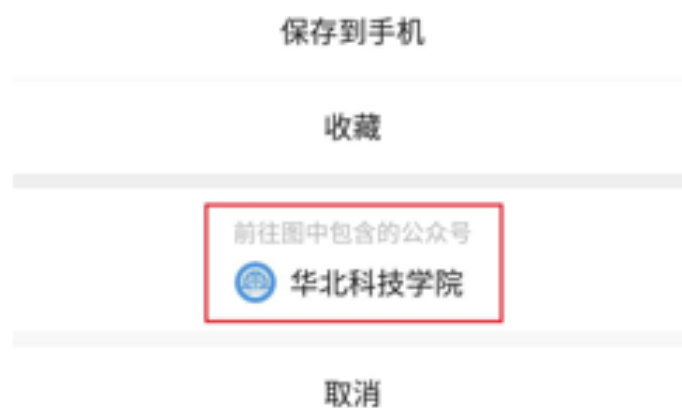 保存到手机
收藏
前往图中包含的公众号
华北科技学院
取消